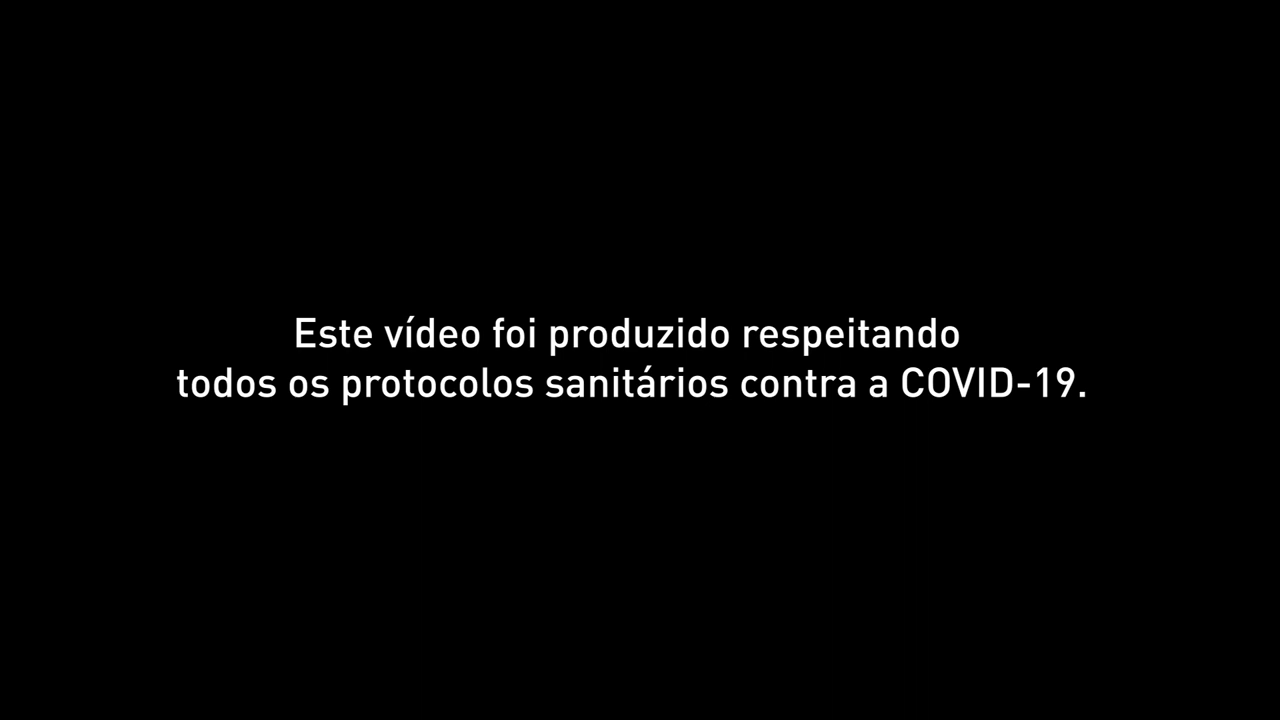 Este vídeo foi produzido respeitando
todos os protocolos sanitários contra a COVID-19.